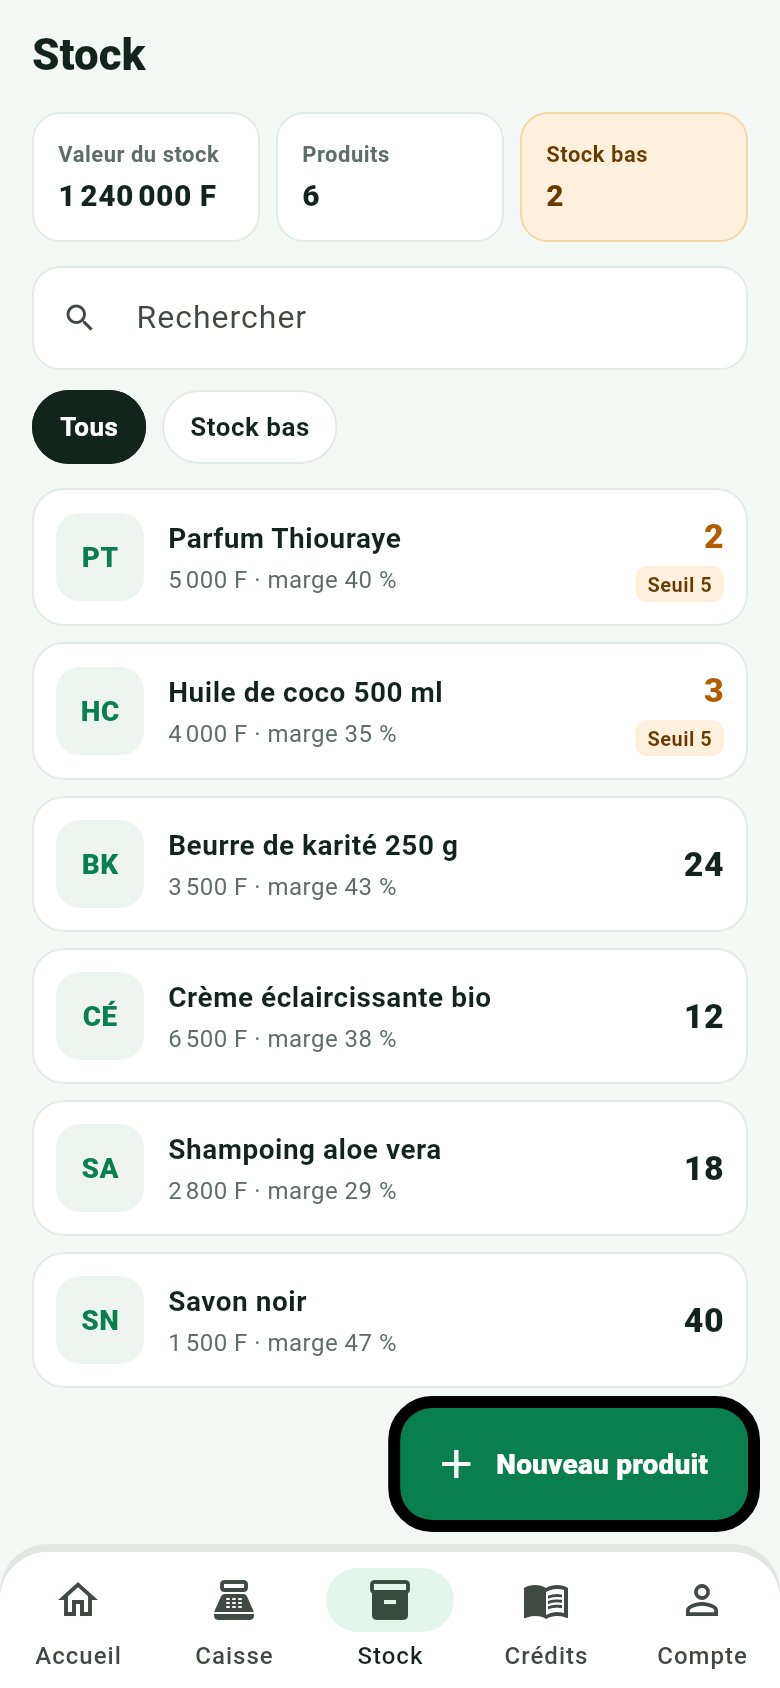 Stock
Valeur du stock
1 240 000 F
Produits
6
Stock bas
2
Rechercher
Tous
Stock bas
PT
Parfum Thiouraye
5 000 F · marge 40 %
2
Seuil 5
HC
Huile de coco 500 ml
4 000 F · marge 35 %
3
Seuil 5
BK
Beurre de karité 250 g
3 500 F · marge 43 %
24
CÉ
Crème éclaircissante bio
6 500 F · marge 38 %
12
SA
Shampoing aloe vera
2 800 F · marge 29 %
18
SN
Savon noir
1 500 F · marge 47 %
40
Nouveau produit
Accueil
Caisse
Stock
Crédits
Compte